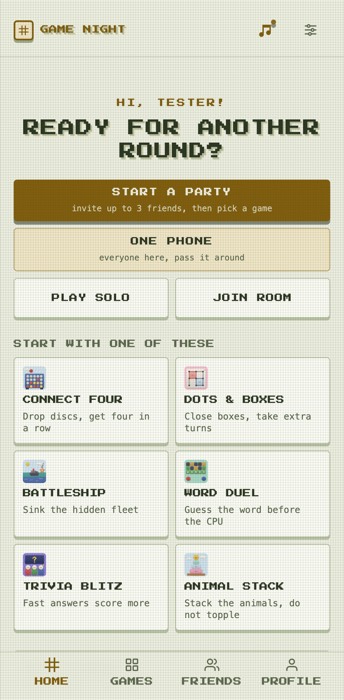 GAME NIGHT
HI, TESTER!
READY FOR ANOTHER
ROUND?
START A PARTY
invite up to 3 friends, then pick a game
ONE PHONE
everyone here, pass it around
PLAY SOLO
JOIN ROOM
START WITH ONE OF THESE
CONNECT FOUR
Drop discs, get four in
a row
DOTS & BOXES
Close boxes, take extra
turns
BATTLESHIP
Sink the hidden fleet
WORD DUEL
Guess the word before
the CPU
TRIVIA BLITZ
Fast answers score more
ANIMAL STACK
Stack the animals, do
not topple
HOME
GAMES
FRIENDS
PROFILE